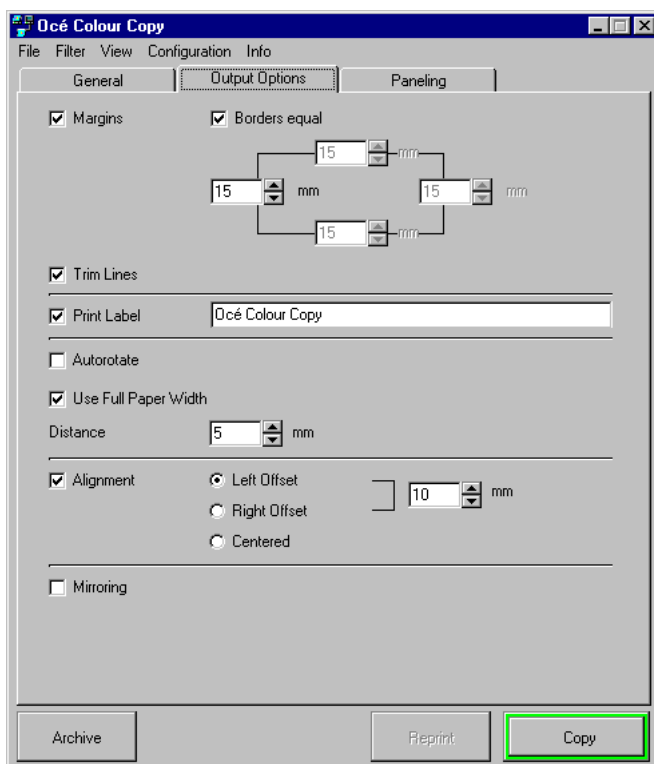 Océ Colour Copy
File Filter View Configuration Info
General Output Options Paneling
Margins Borders equal
15 mm
15 mm 15 mm
15 mm
Trim Lines
Print Label Océ Colour Copy
Autorotate
Use Full Paper Width
Distance 5 mm
Alignment Left Offset 10 mm
Right Offset
Centered
Mirroring
Archive Reprint Copy